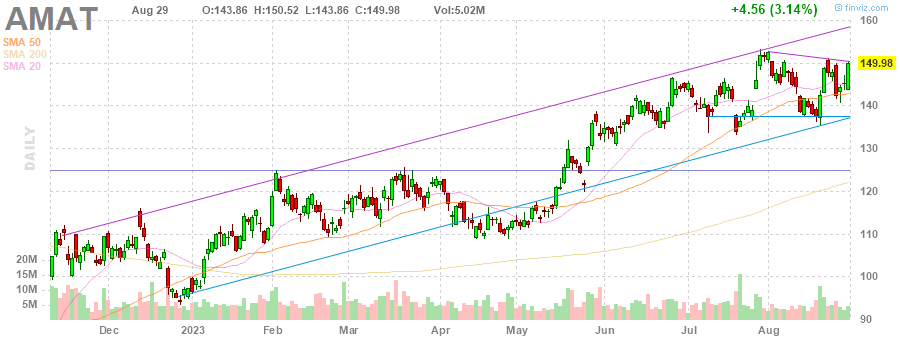 AMAT
Aug 29 O:143.86 H:150.52 L:143.86 C:149.98 Vol:5.02M +4.56 (3.14%)
© finviz.com
SMA 50
SMA 200
SMA 20
DAILY
160
149.98
140
130
120
110
100
90
20M
15M
10M
5M
Dec 2023 Feb Mar Apr May Jun Jul Aug